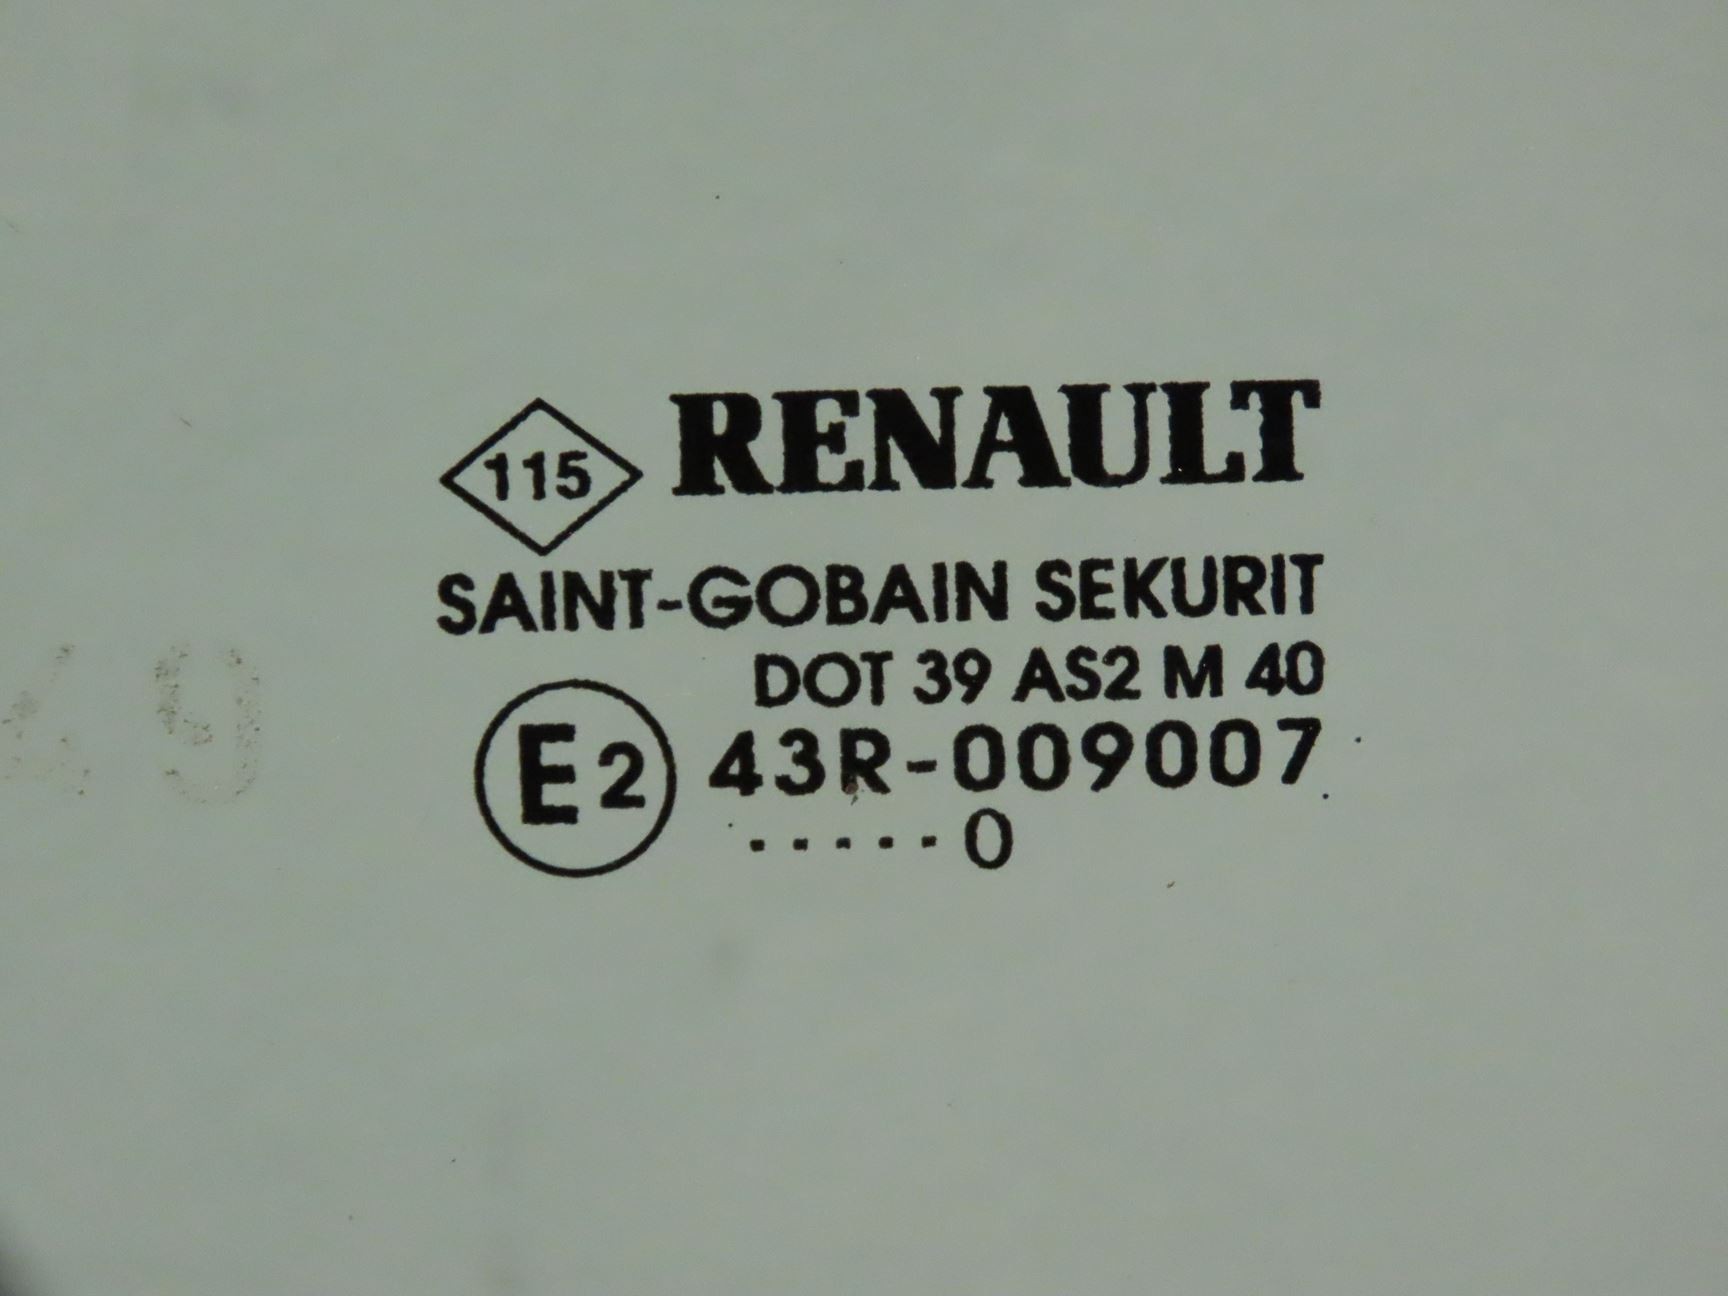 115 RENAULT
SAINT-GOBAIN SEKURIT
DOT 39 AS2 M 40
E2 43R-009007
.....0